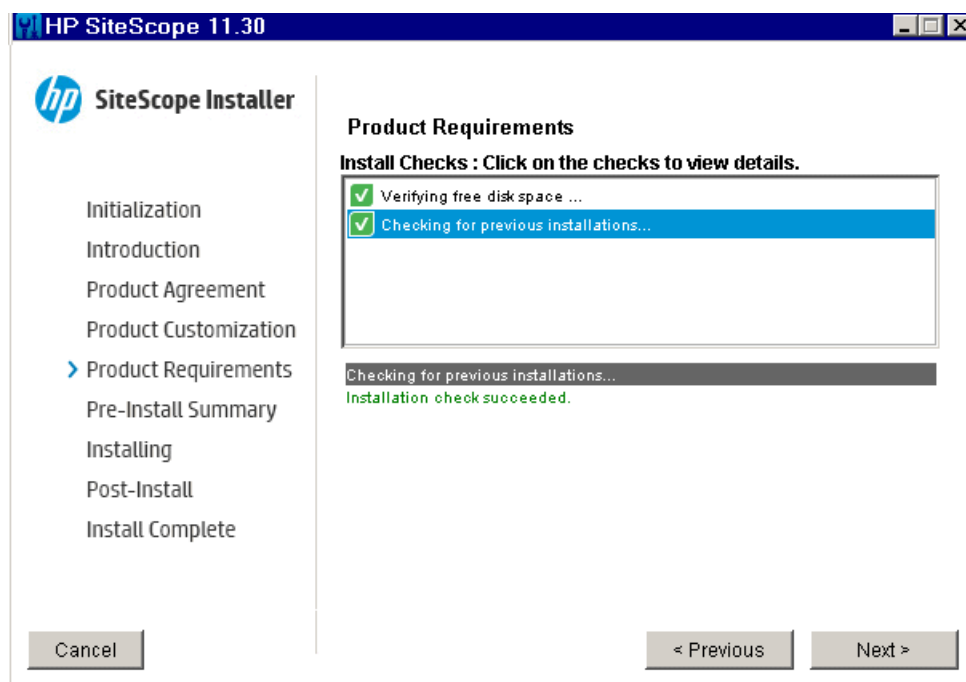 HP SiteScope 11.30
hp SiteScope Installer
Initialization
Introduction
Product Agreement
Product Customization
Product Requirements
Pre-Install Summary
Installing
Post-Install
Install Complete
Product Requirements
Install Checks : Click on the checks to view details.
Verifying free disk space ...
Checking for previous installations...
Checking for previous installations...
Installation check succeeded.
Cancel
< Previous
Next >